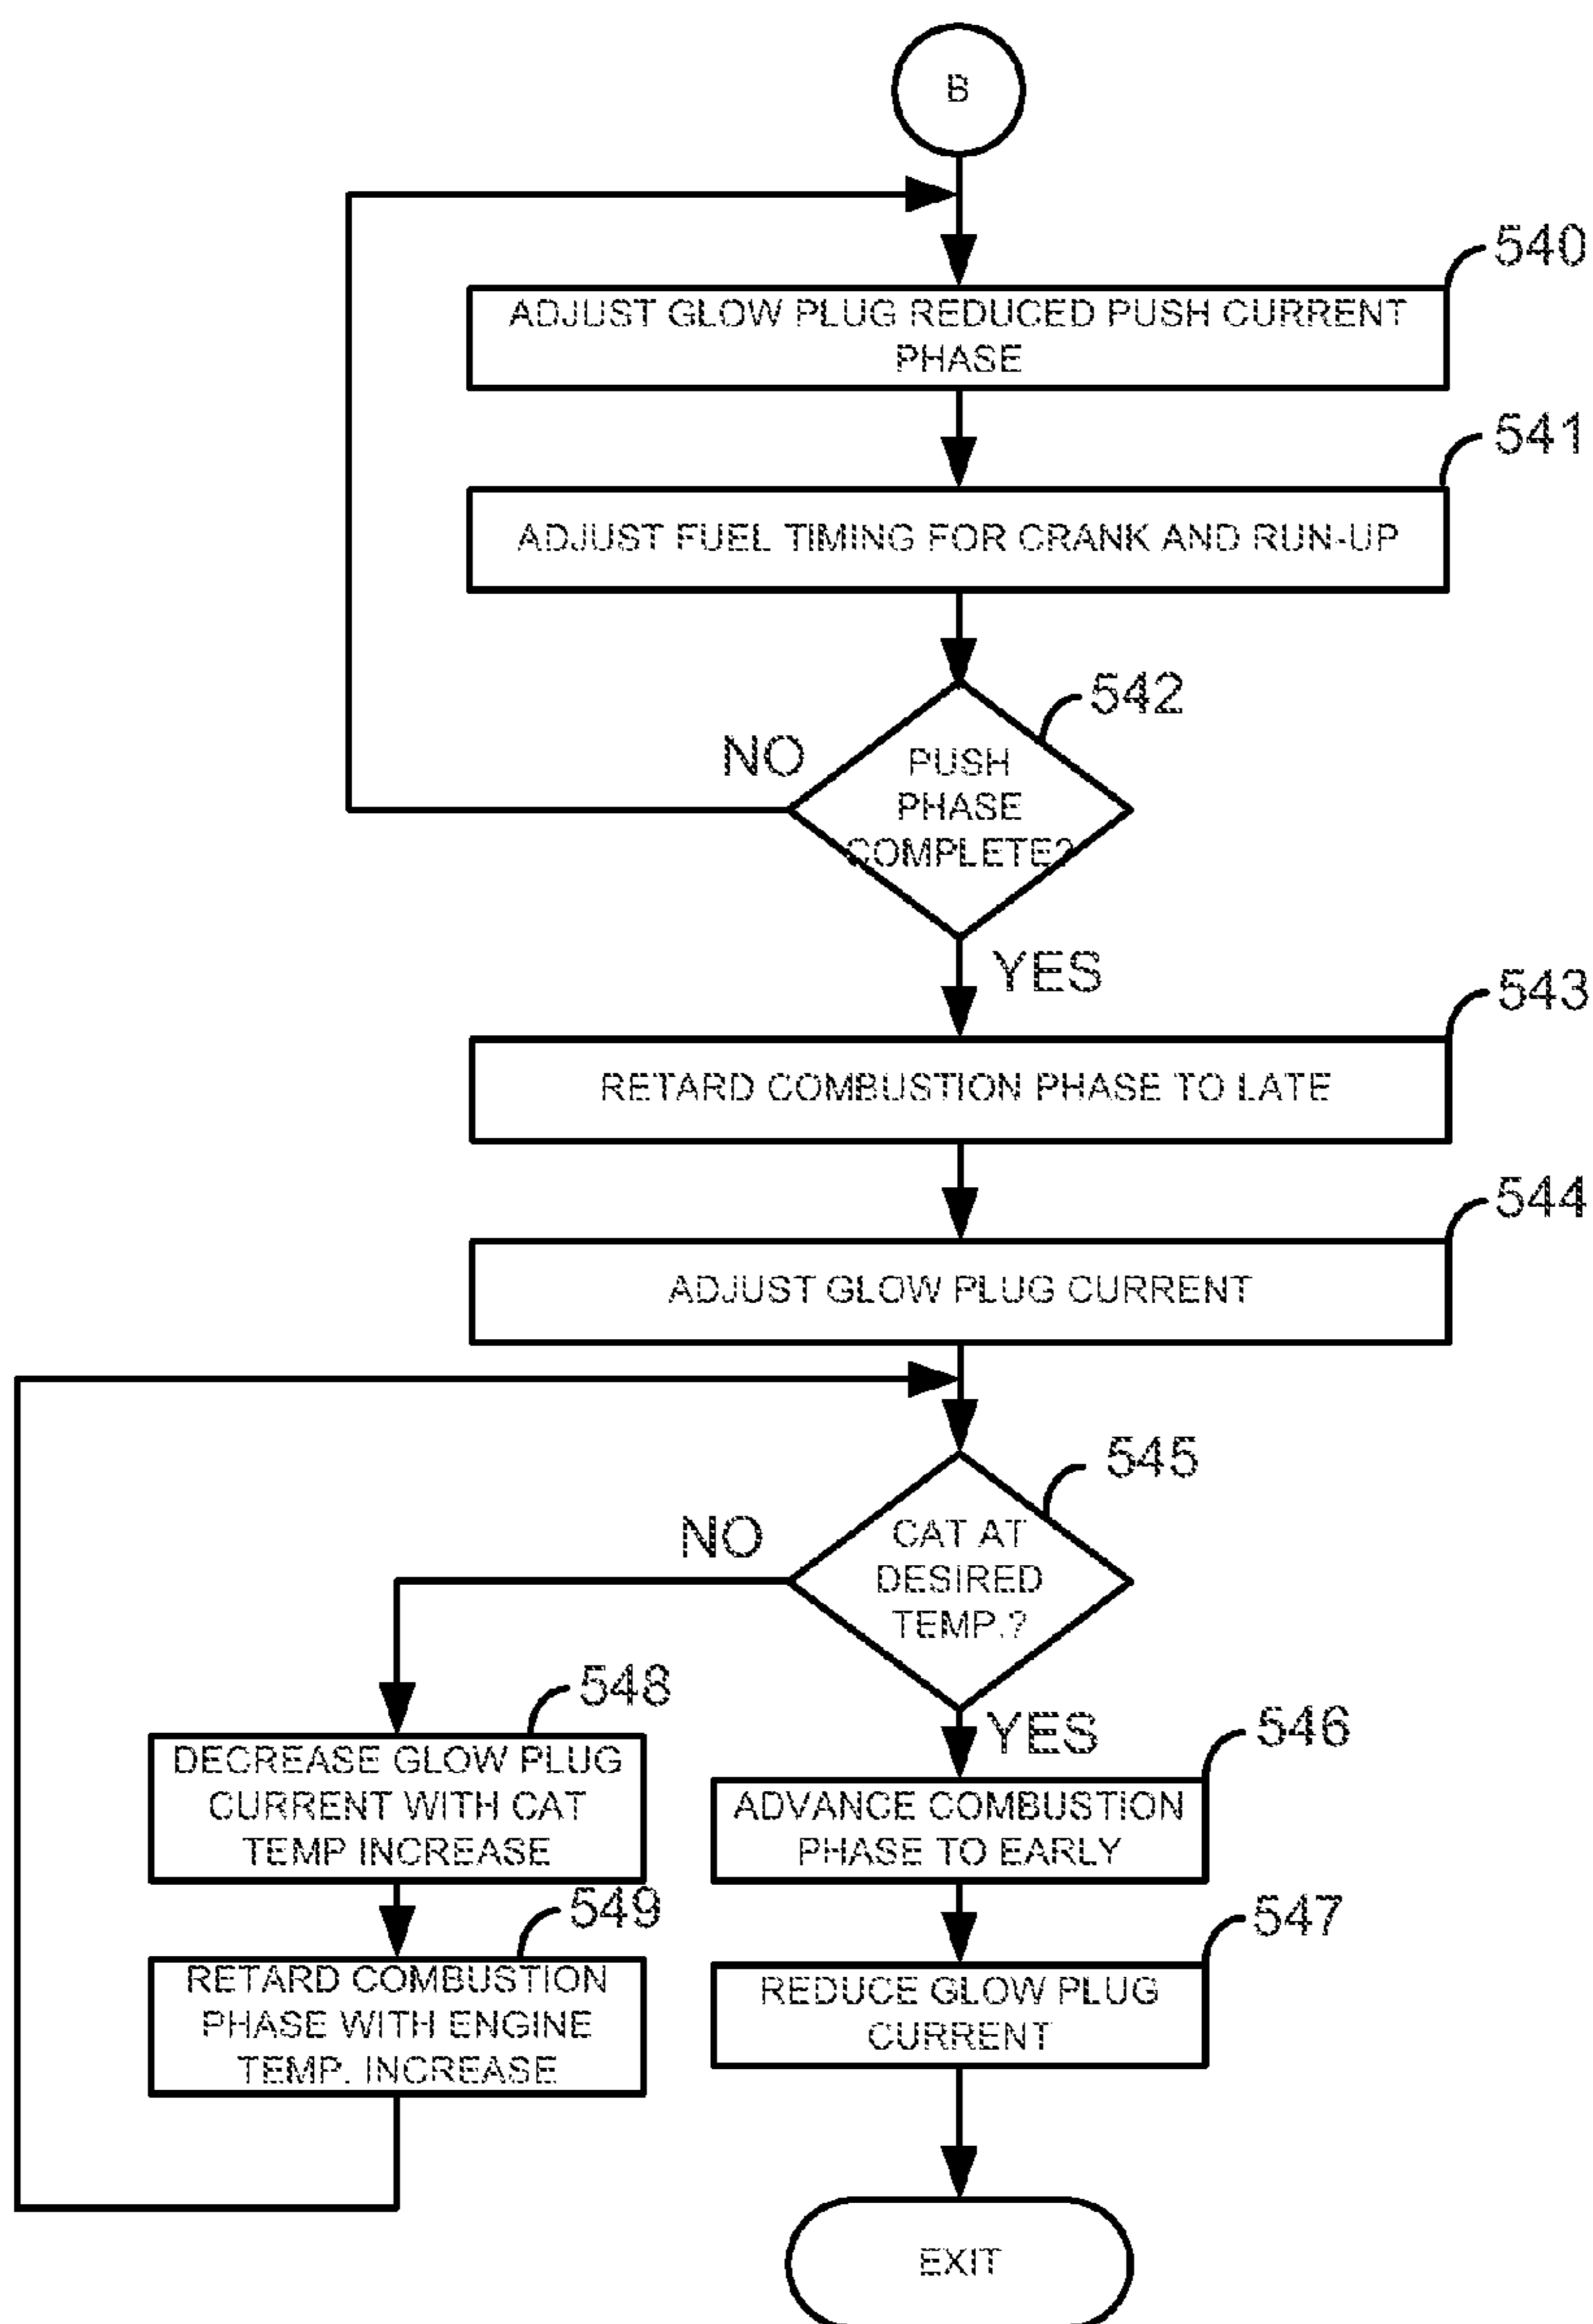 B
540
ADJUST GLOW PLUG REDUCED PUSH CURRENT
PHASE
541
ADJUST FUEL TIMING FOR CRANK AND RUN-UP
542
NO
PUSH
PHASE
COMPLETE?
YES
543
RETARD COMBUSTION PHASE TO LATE
544
ADJUST GLOW PLUG CURRENT
545
NO
CAT AT
DESIRED
TEMP.?
548
YES
546
DECREASE GLOW PLUG
CURRENT WITH CAT
TEMP INCREASE
ADVANCE COMBUSTION
PHASE TO EARLY
549
547
RETARD COMBUSTION
PHASE WITH ENGINE
TEMP. INCREASE
REDUCE GLOW PLUG
CURRENT
EXIT